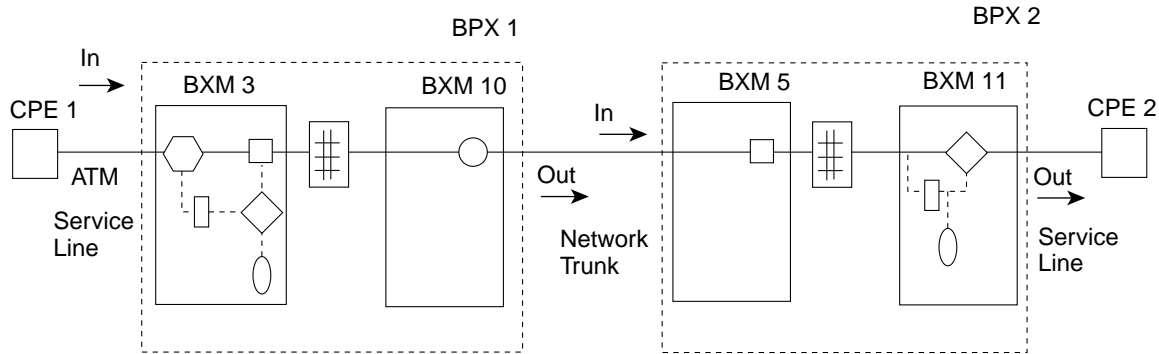 BPX 1
BPX 2
In
BXM 3
BXM 10
BXM 5
BXM 11
CPE 1
In
CPE 2
ATM
Out
Out
Service
Line
Network
Trunk
Service
Line